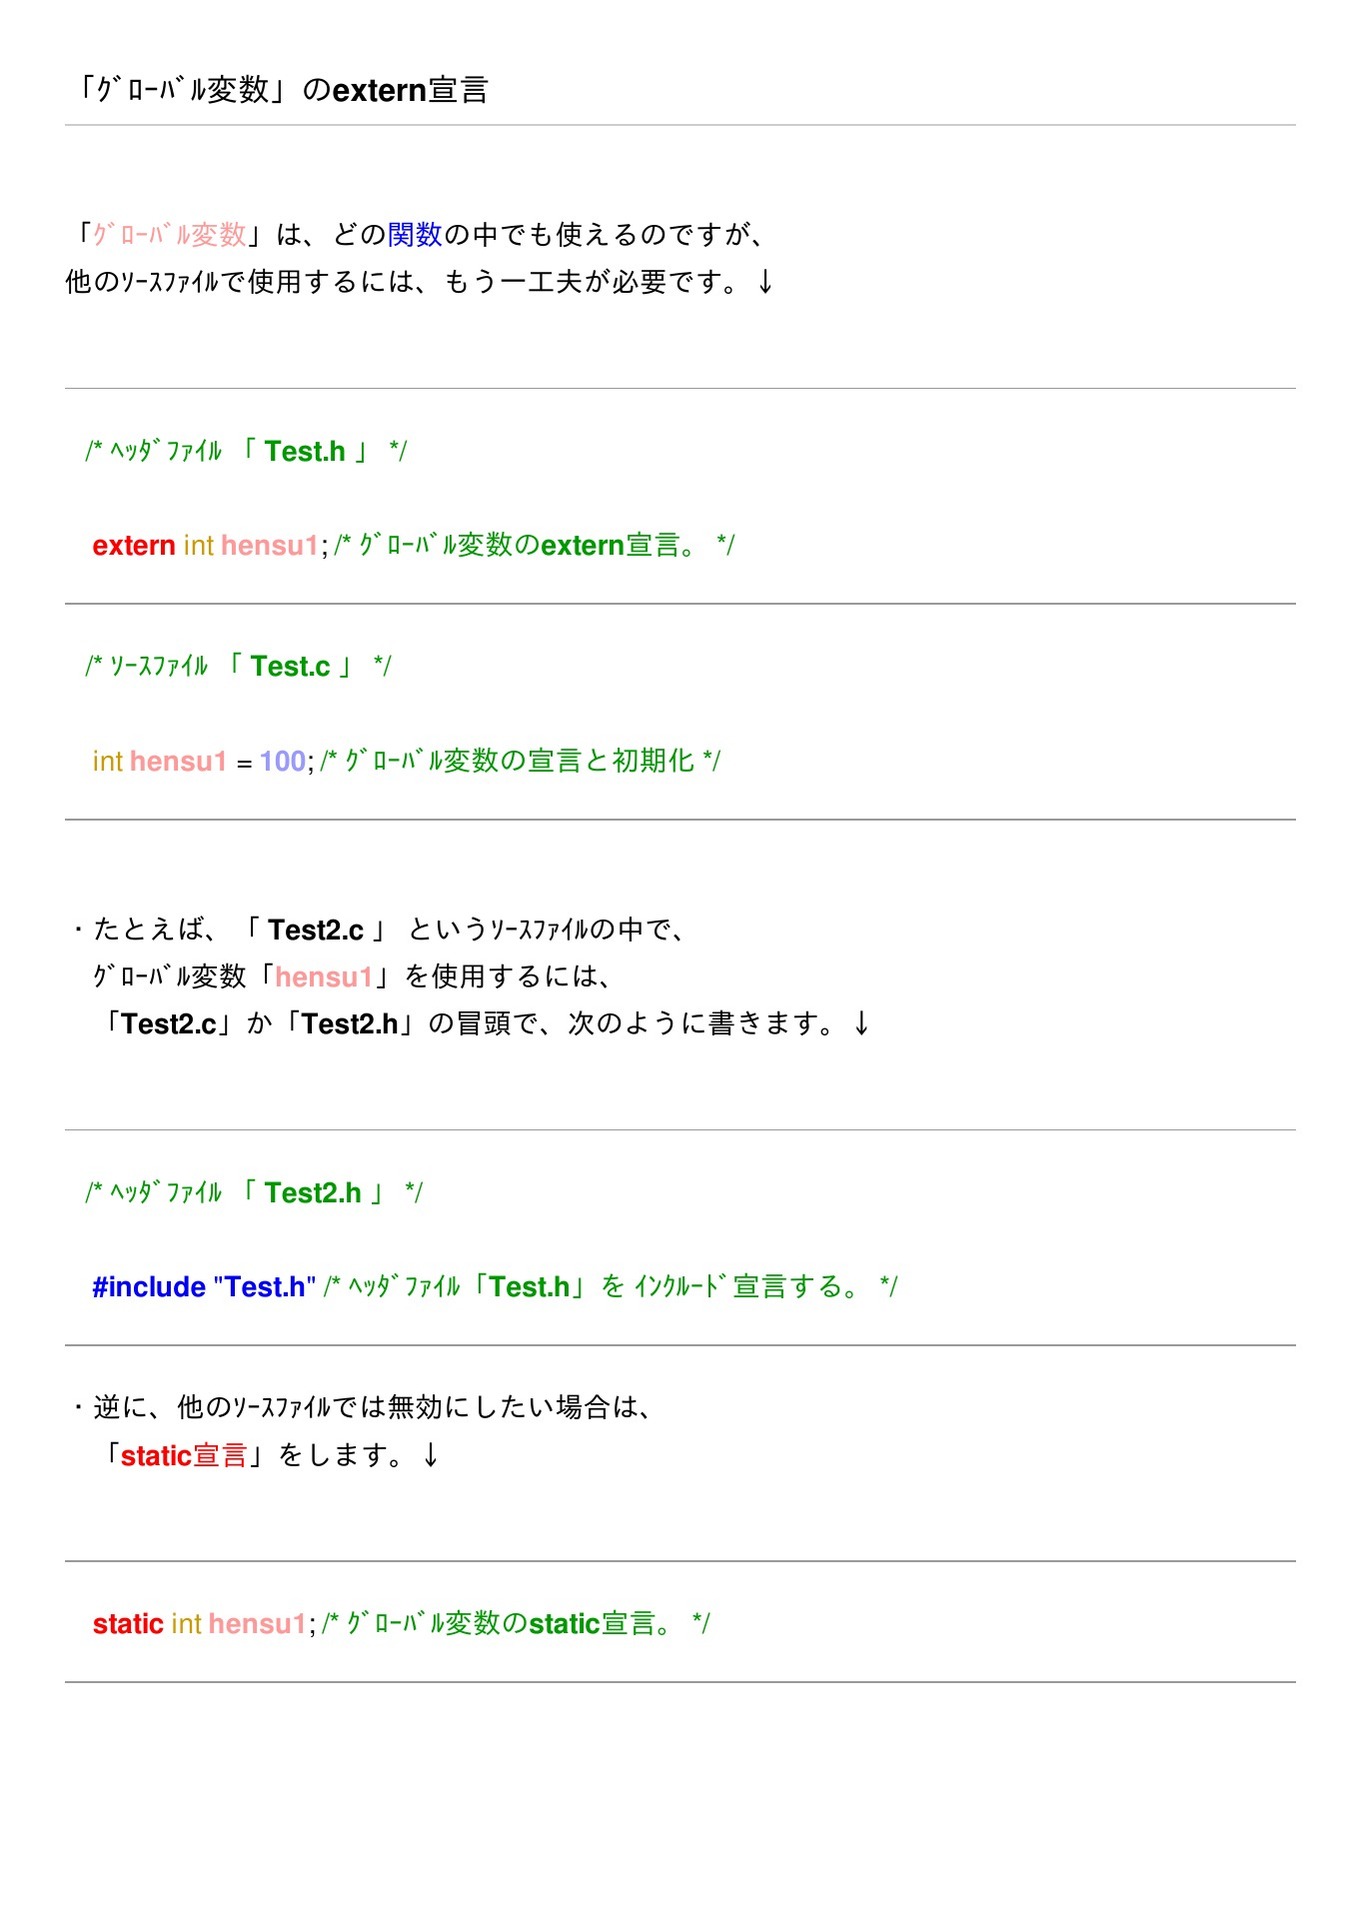 「ｸﾞﾛｰﾊﾞﾙ変数」のextern宣言
「ｸﾞﾛｰﾊﾞﾙ変数」は、どの関数の中でも使えるのですが、
他のｿｰｽﾌｧｲﾙで使用するには、もう一工夫が必要です。↓
/* ﾍｯﾀﾞﾌｧｲﾙ 「 Test.h 」 */
extern int hensu1; /* ｸﾞﾛｰﾊﾞﾙ変数のextern宣言。 */
/* ｿｰｽﾌｧｲﾙ 「 Test.c 」 */
int hensu1 = 100; /* ｸﾞﾛｰﾊﾞﾙ変数の宣言と初期化 */
・たとえば、「 Test2.c 」 というｿｰｽﾌｧｲﾙの中で、
ｸﾞﾛｰﾊﾞﾙ変数「hensu1」を使用するには、
「Test2.c」か「Test2.h」の冒頭で、次のように書きます。↓
/* ﾍｯﾀﾞﾌｧｲﾙ 「 Test2.h 」 */
#include "Test.h" /* ﾍｯﾀﾞﾌｧｲﾙ「Test.h」を ｲﾝｸﾙｰﾄﾞ宣言する。 */
・逆に、他のｿｰｽﾌｧｲﾙでは無効にしたい場合は、
「static宣言」をします。↓
static int hensu1; /* ｸﾞﾛｰﾊﾞﾙ変数のstatic宣言。 */